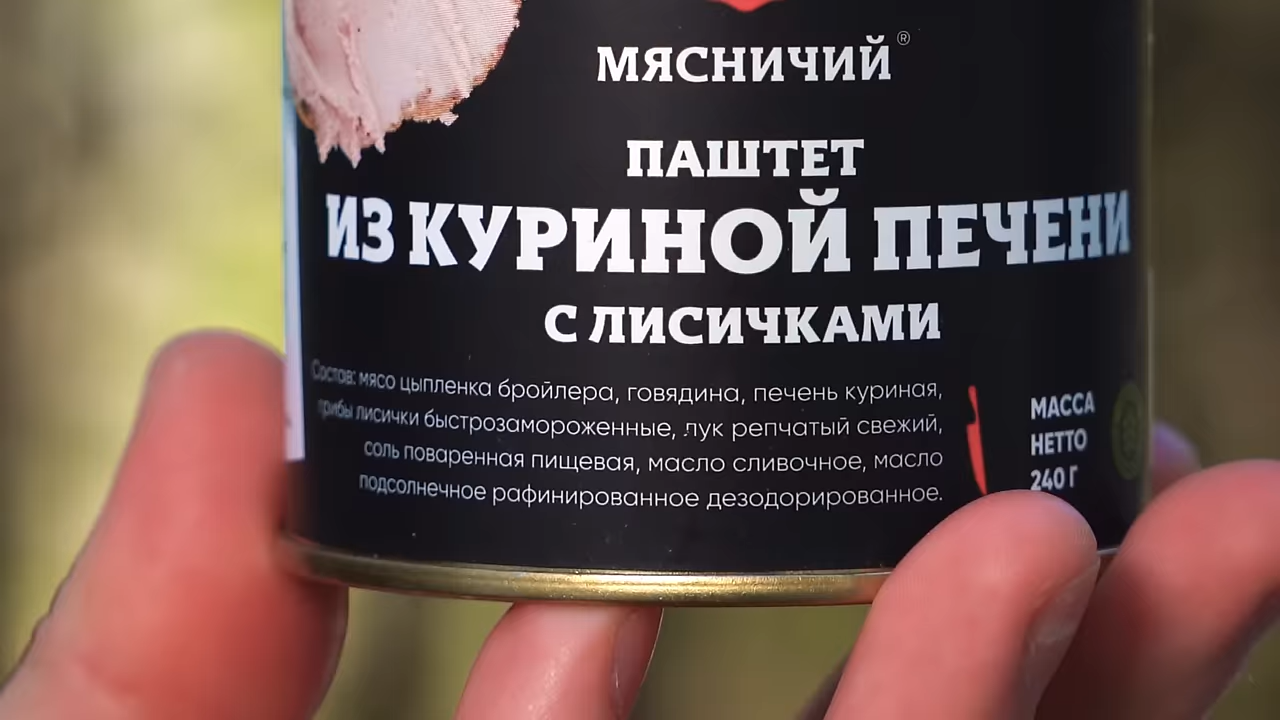 МЯСНИЧИЙ®
ПАШТЕТ
ИЗ КУРИНОЙ ПЕЧЕНИ
С ЛИСИЧКАМИ
Состав: мясо цыпленка бройлера, говядина, печень куриная,
грибы лисички быстрозамороженные, лук репчатый свежий,
соль поваренная пищевая, масло сливочное, масло
подсолнечное рафинированное дезодорированное.
МАССА
НЕТТО
240 Г